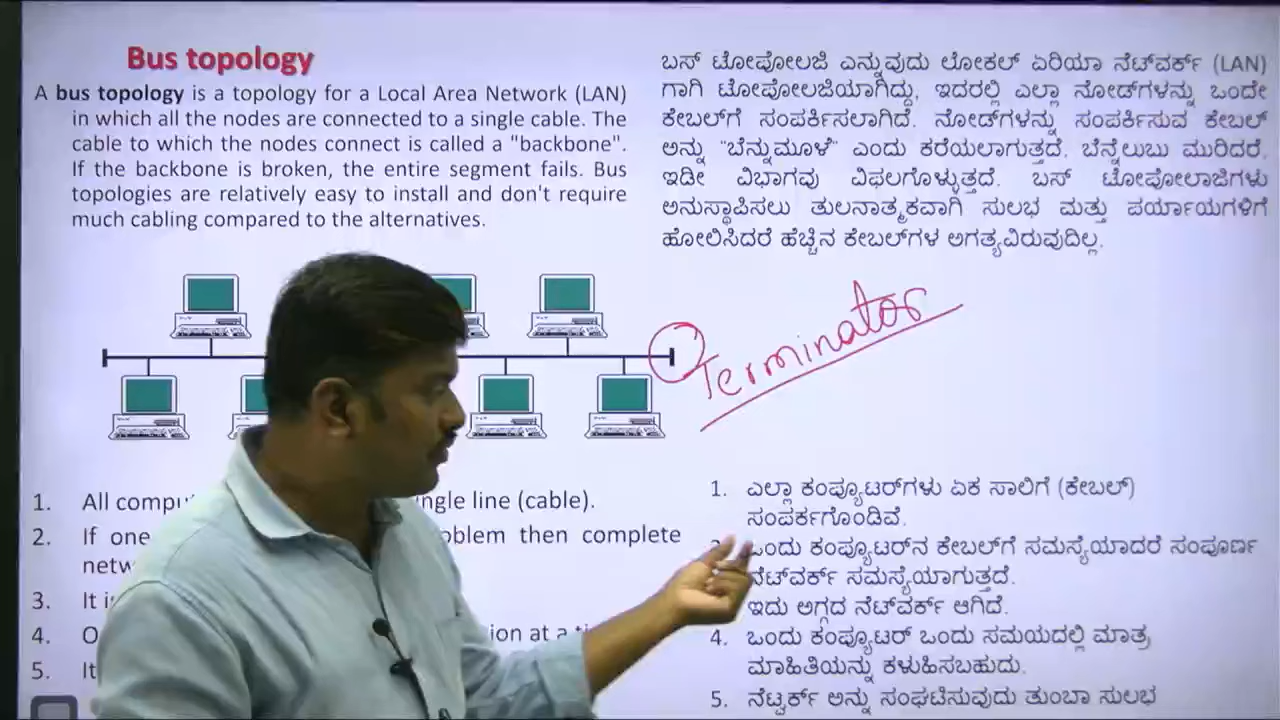 Bus topology
A bus topology is a topology for a Local Area Network (LAN)
in which all the nodes are connected to a single cable. The
cable to which the nodes connect is called a "backbone".
If the backbone is broken, the entire segment fails. Bus
topologies are relatively easy to install and don't require
much cabling compared to the alternatives.
ಬಸ್ ಟೋಪೋಲಜಿ ಎನ್ನುವುದು ಲೋಕಲ್ ಏರಿಯಾ ನೆಟ್‌ವರ್ಕ್ (LAN)
ಗಾಗಿ ಟೋಪೋಲಜಿಯಾಗಿದ್ದು, ಇದರಲ್ಲಿ ಎಲ್ಲಾ ನೋಡ್‌ಗಳನ್ನು ಒಂದೇ
ಕೇಬಲ್‌ಗೆ ಸಂಪರ್ಕಿಸಲಾಗಿದೆ. ನೋಡ್‌ಗಳನ್ನು ಸಂಪರ್ಕಿಸುವ ಕೇಬಲ್
ಅನ್ನು "ಬೆನ್ನುಮೂಳೆ" ಎಂದು ಕರೆಯಲಾಗುತ್ತದೆ. ಬೆನ್ನೆಲುಬು ಮುರಿದರೆ,
ಇಡೀ ವಿಭಾಗವು ವಿಫಲಗೊಳ್ಳುತ್ತದೆ. ಬಸ್ ಟೋಪೋಲಾಜಿಗಳು
ಅನುಸ್ಥಾಪಿಸಲು ತುಲನಾತ್ಮಕವಾಗಿ ಸುಲಭ ಮತ್ತು ಪರ್ಯಾಯಗಳಿಗೆ
ಹೋಲಿಸಿದರೆ ಹೆಚ್ಚಿನ ಕೇಬಲ್‌ಗಳ ಅಗತ್ಯವಿರುವುದಿಲ್ಲ.
Terminator
1. All line (cable).
2. If one then complete
3. It
4. at a
5. It
1. ಎಲ್ಲಾ ಕಂಪ್ಯೂಟರ್‌ಗಳು ಏಕ ಸಾಲಿಗೆ (ಕೇಬಲ್)
ಸಂಪರ್ಕಗೊಂಡಿವೆ.
ಒಂದು ಕಂಪ್ಯೂಟರ್‌ನ ಕೇಬಲ್‌ಗೆ ಸಮಸ್ಯೆಯಾದರೆ ಸಂಪೂರ್ಣ
ನೆಟ್‌ವರ್ಕ್ ಸಮಸ್ಯೆಯಾಗುತ್ತದೆ.
ಇದು ಅಗ್ಗದ ನೆಟ್‌ವರ್ಕ್ ಆಗಿದೆ.
4. ಒಂದು ಕಂಪ್ಯೂಟರ್ ಒಂದು ಸಮಯದಲ್ಲಿ ಮಾತ್ರ
ಮಾಹಿತಿಯನ್ನು ಕಳುಹಿಸಬಹುದು.
5. ನೆಟ್ವರ್ಕ್ ಅನ್ನು ಸಂಘಟಿಸುವುದು ತುಂಬಾ ಸುಲಭ